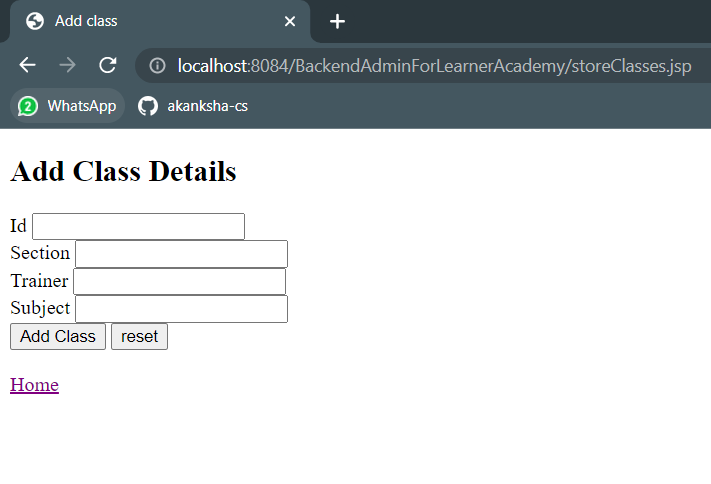 Add class
localhost:8084/BackendAdminForLearnerAcademy/storeClasses.jsp
2 WhatsApp akanksha-cs
Add Class Details
Id
Section
Trainer
Subject
Add Class reset
Home